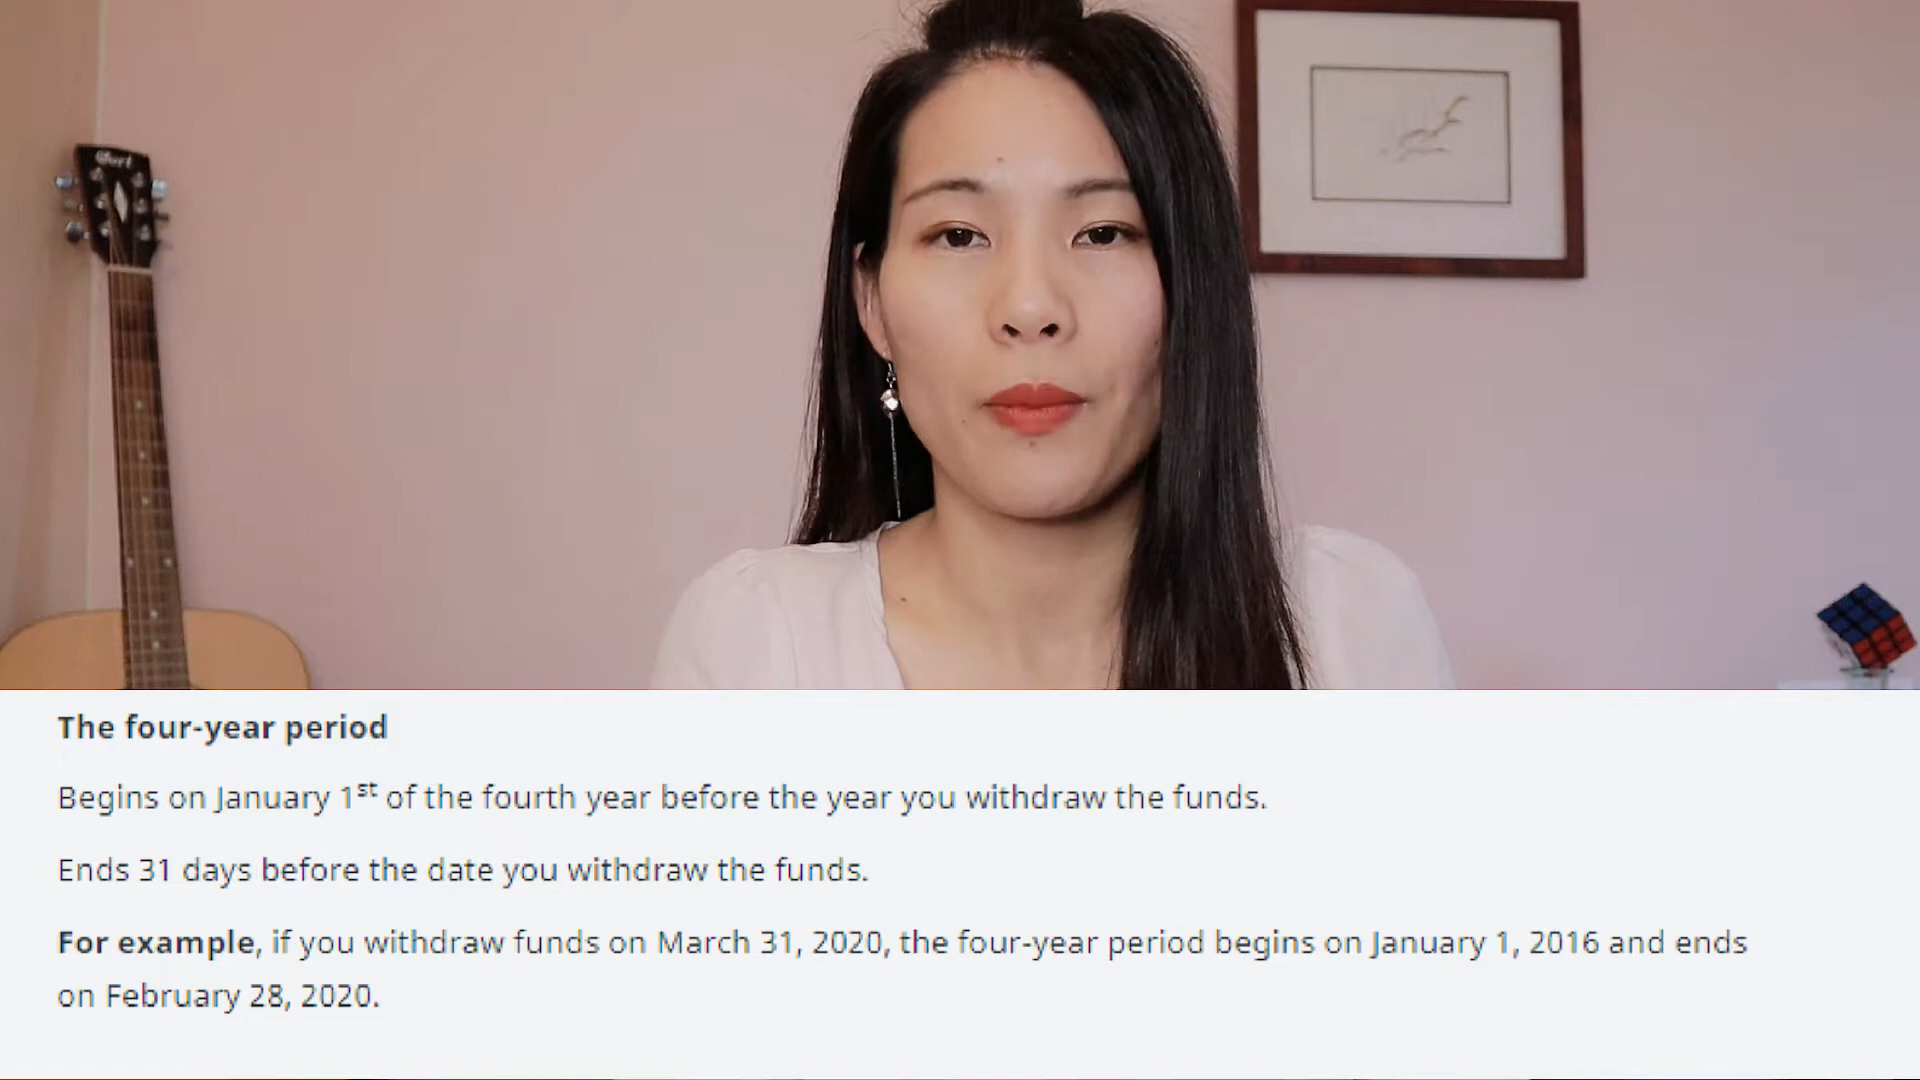 Cort
The four-year period
Begins on January 1st of the fourth year before the year you withdraw the funds.
Ends 31 days before the date you withdraw the funds.
For example, if you withdraw funds on March 31, 2020, the four-year period begins on January 1, 2016 and ends
on February 28, 2020.